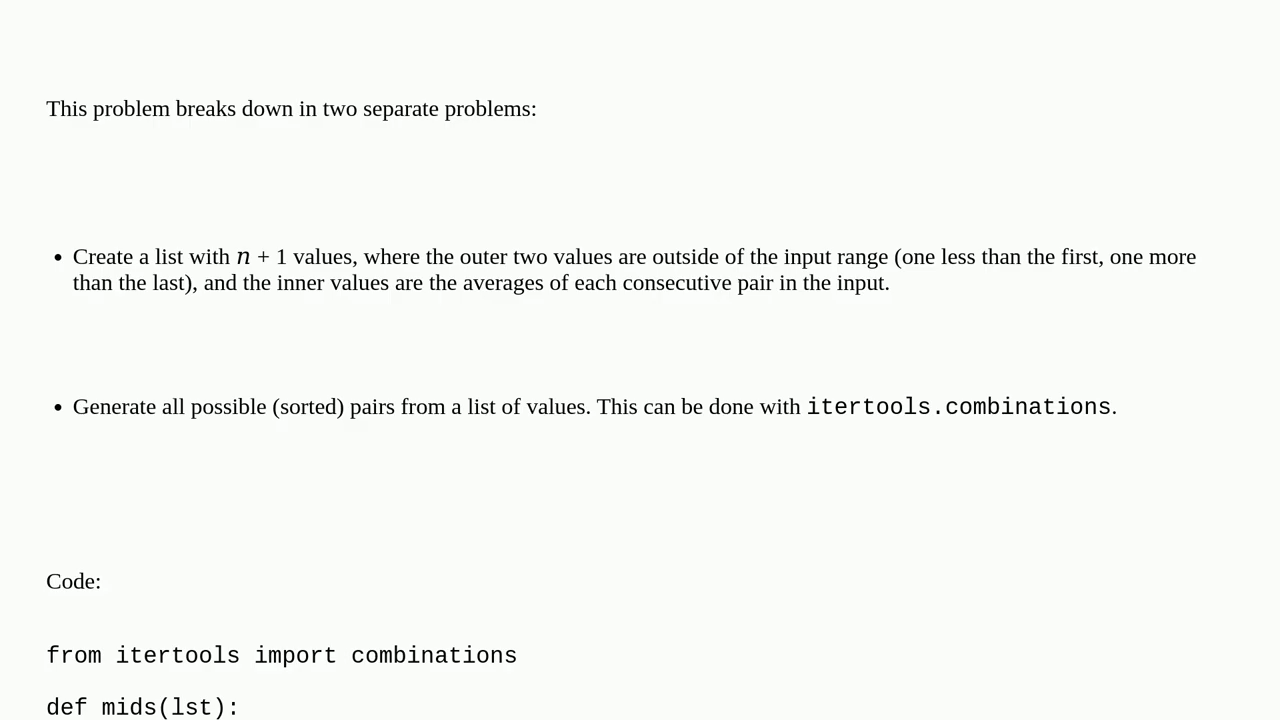 This problem breaks down in two separate problems:
• Create a list with n + 1 values, where the outer two values are outside of the input range (one less than the first, one more
than the last), and the inner values are the averages of each consecutive pair in the input.
• Generate all possible (sorted) pairs from a list of values. This can be done with itertools.combinations.
Code:
from itertools import combinations
def mids(lst):